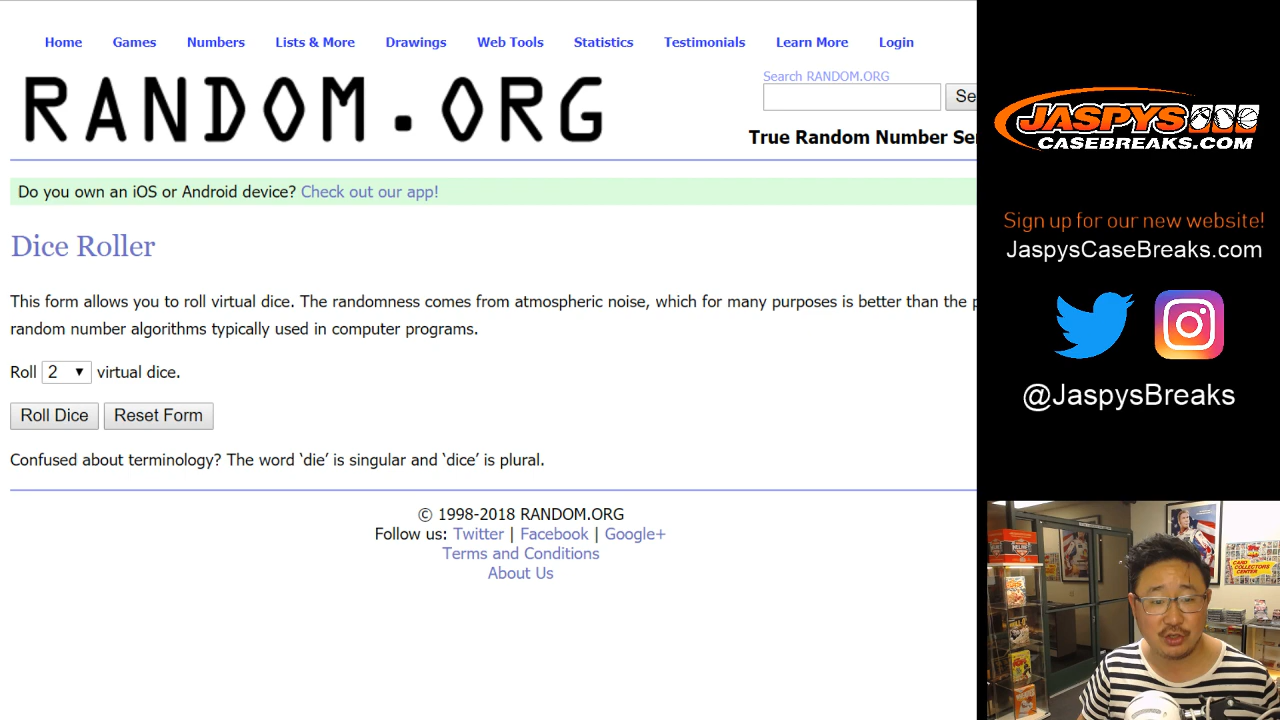 Home Games Numbers Lists & More Drawings Web Tools Statistics Testimonials Learn More Login
RANDOM.ORG
Search RANDOM.ORG
Se
True Random Number Se
Do you own an iOS or Android device? Check out our app!
Dice Roller
This form allows you to roll virtual dice. The randomness comes from atmospheric noise, which for many purposes is better than the p
random number algorithms typically used in computer programs.
Roll 2 virtual dice.
Roll Dice Reset Form
Confused about terminology? The word ‘die’ is singular and ‘dice’ is plural.
© 1998-2018 RANDOM.ORG
Follow us: Twitter | Facebook | Google+
Terms and Conditions
About Us
JASPYS
CASEBREAKS.COM
Sign up for our new website!
JaspysCaseBreaks.com
@JaspysBreaks
CARD
COLLECTORS
CENTER